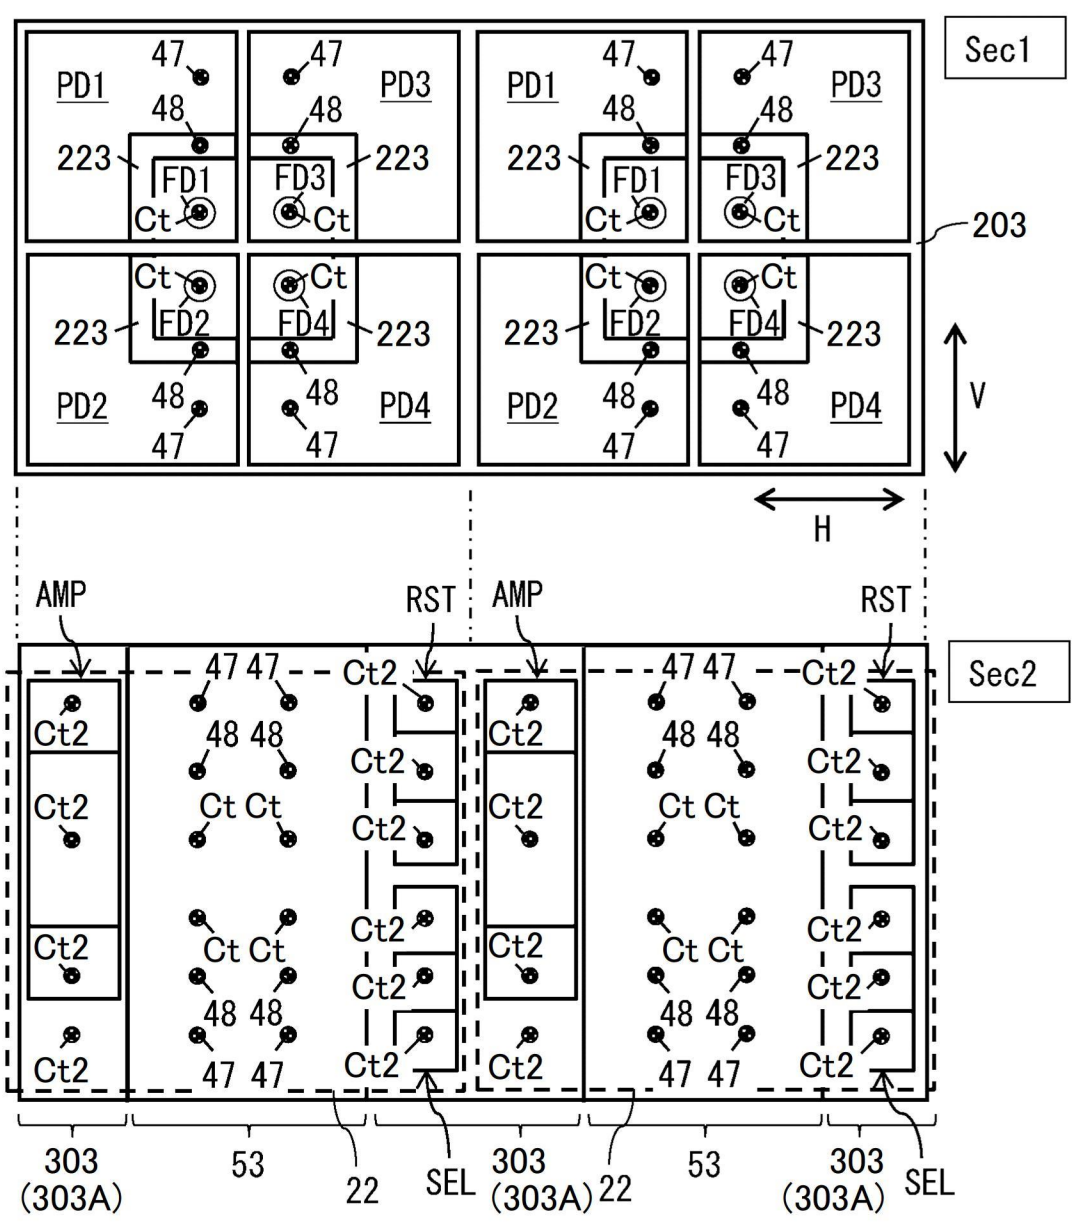 47 47 47 47 Sec1
PD1 PD3 PD1 PD3
48 48 48 48
223 223 223 223
FD1 FD3 FD1 FD3
Ct Ct Ct Ct
203
Ct Ct Ct Ct
223 FD2 FD4 223 223 FD2 FD4 223
PD2 48 48 PD4 PD2 48 48 PD4 V
47 47 47 47
H
AMP RST AMP RST
47 47 Ct2 47 47 Ct2 Sec2
Ct2 48 48 Ct2 48 48
Ct2 Ct2
Ct2 Ct Ct Ct2 Ct2 Ct Ct Ct2
Ct2 Ct2
Ct2 Ct Ct Ct2 Ct Ct
Ct2 Ct2
48 48 48 48
Ct2 47 47 Ct2 Ct2 47 47 Ct2
303 53 22 SEL 303 53 303 SEL
(303A) (303A) 22 (303A)